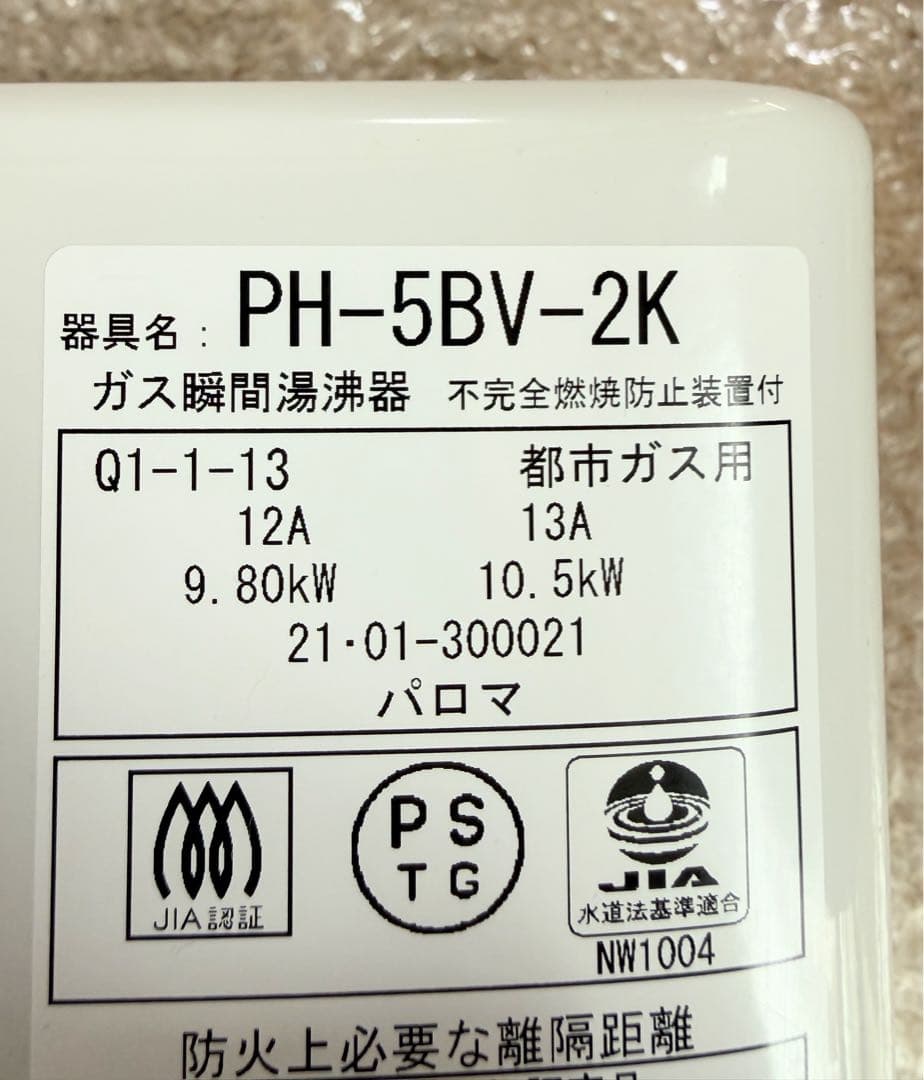 器具名：PH-5BV-2K
ガス瞬間湯沸器 不完全燃焼防止装置付
Q1-1-13 都市ガス用
12A 13A
9.80kW 10.5kW
21・01-300021
パロマ
JIA認証
PS
TG
JIA
水道法基準適合
NW1004
防火上必要な離隔距離